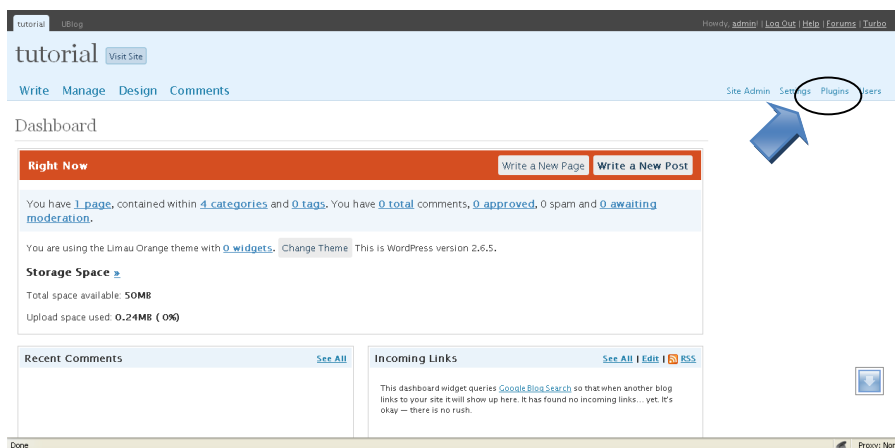 tutorial UBlog Howdy, admin! | Log Out | Help | Forums | Turbo
tutorial Visit Site
Write Manage Design Comments Site Admin Settings Plugins Users
Dashboard
Right Now Write a New Page Write a New Post
You have 1 page, contained within 4 categories and 0 tags. You have 0 total comments, 0 approved, 0 spam and 0 awaiting
moderation.
You are using the Limau Orange theme with 0 widgets. Change Theme This is WordPress version 2.6.5.
Storage Space »
Total space available: 50MB
Upload space used: 0.24MB ( 0%)
Recent Comments See All Incoming Links See All | Edit | RSS
This dashboard widget queries Google Blog Search so that when another blog
links to your site it will show up here. It has found no incoming links... yet. It's
okay — there is no rush.
Done Proxy: Non